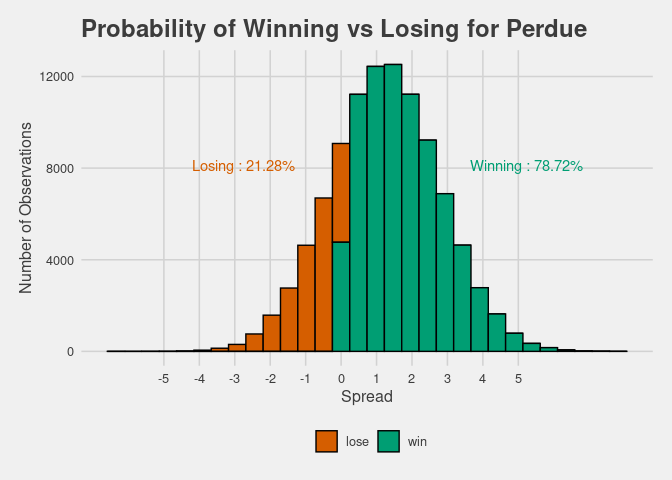 Probability of Winning vs Losing for Perdue
12000
8000
4000
0
Number of Observations
Losing : 21.28%
Winning : 78.72%
-5 -4 -3 -2 -1 0 1 2 3 4 5
Spread
lose win